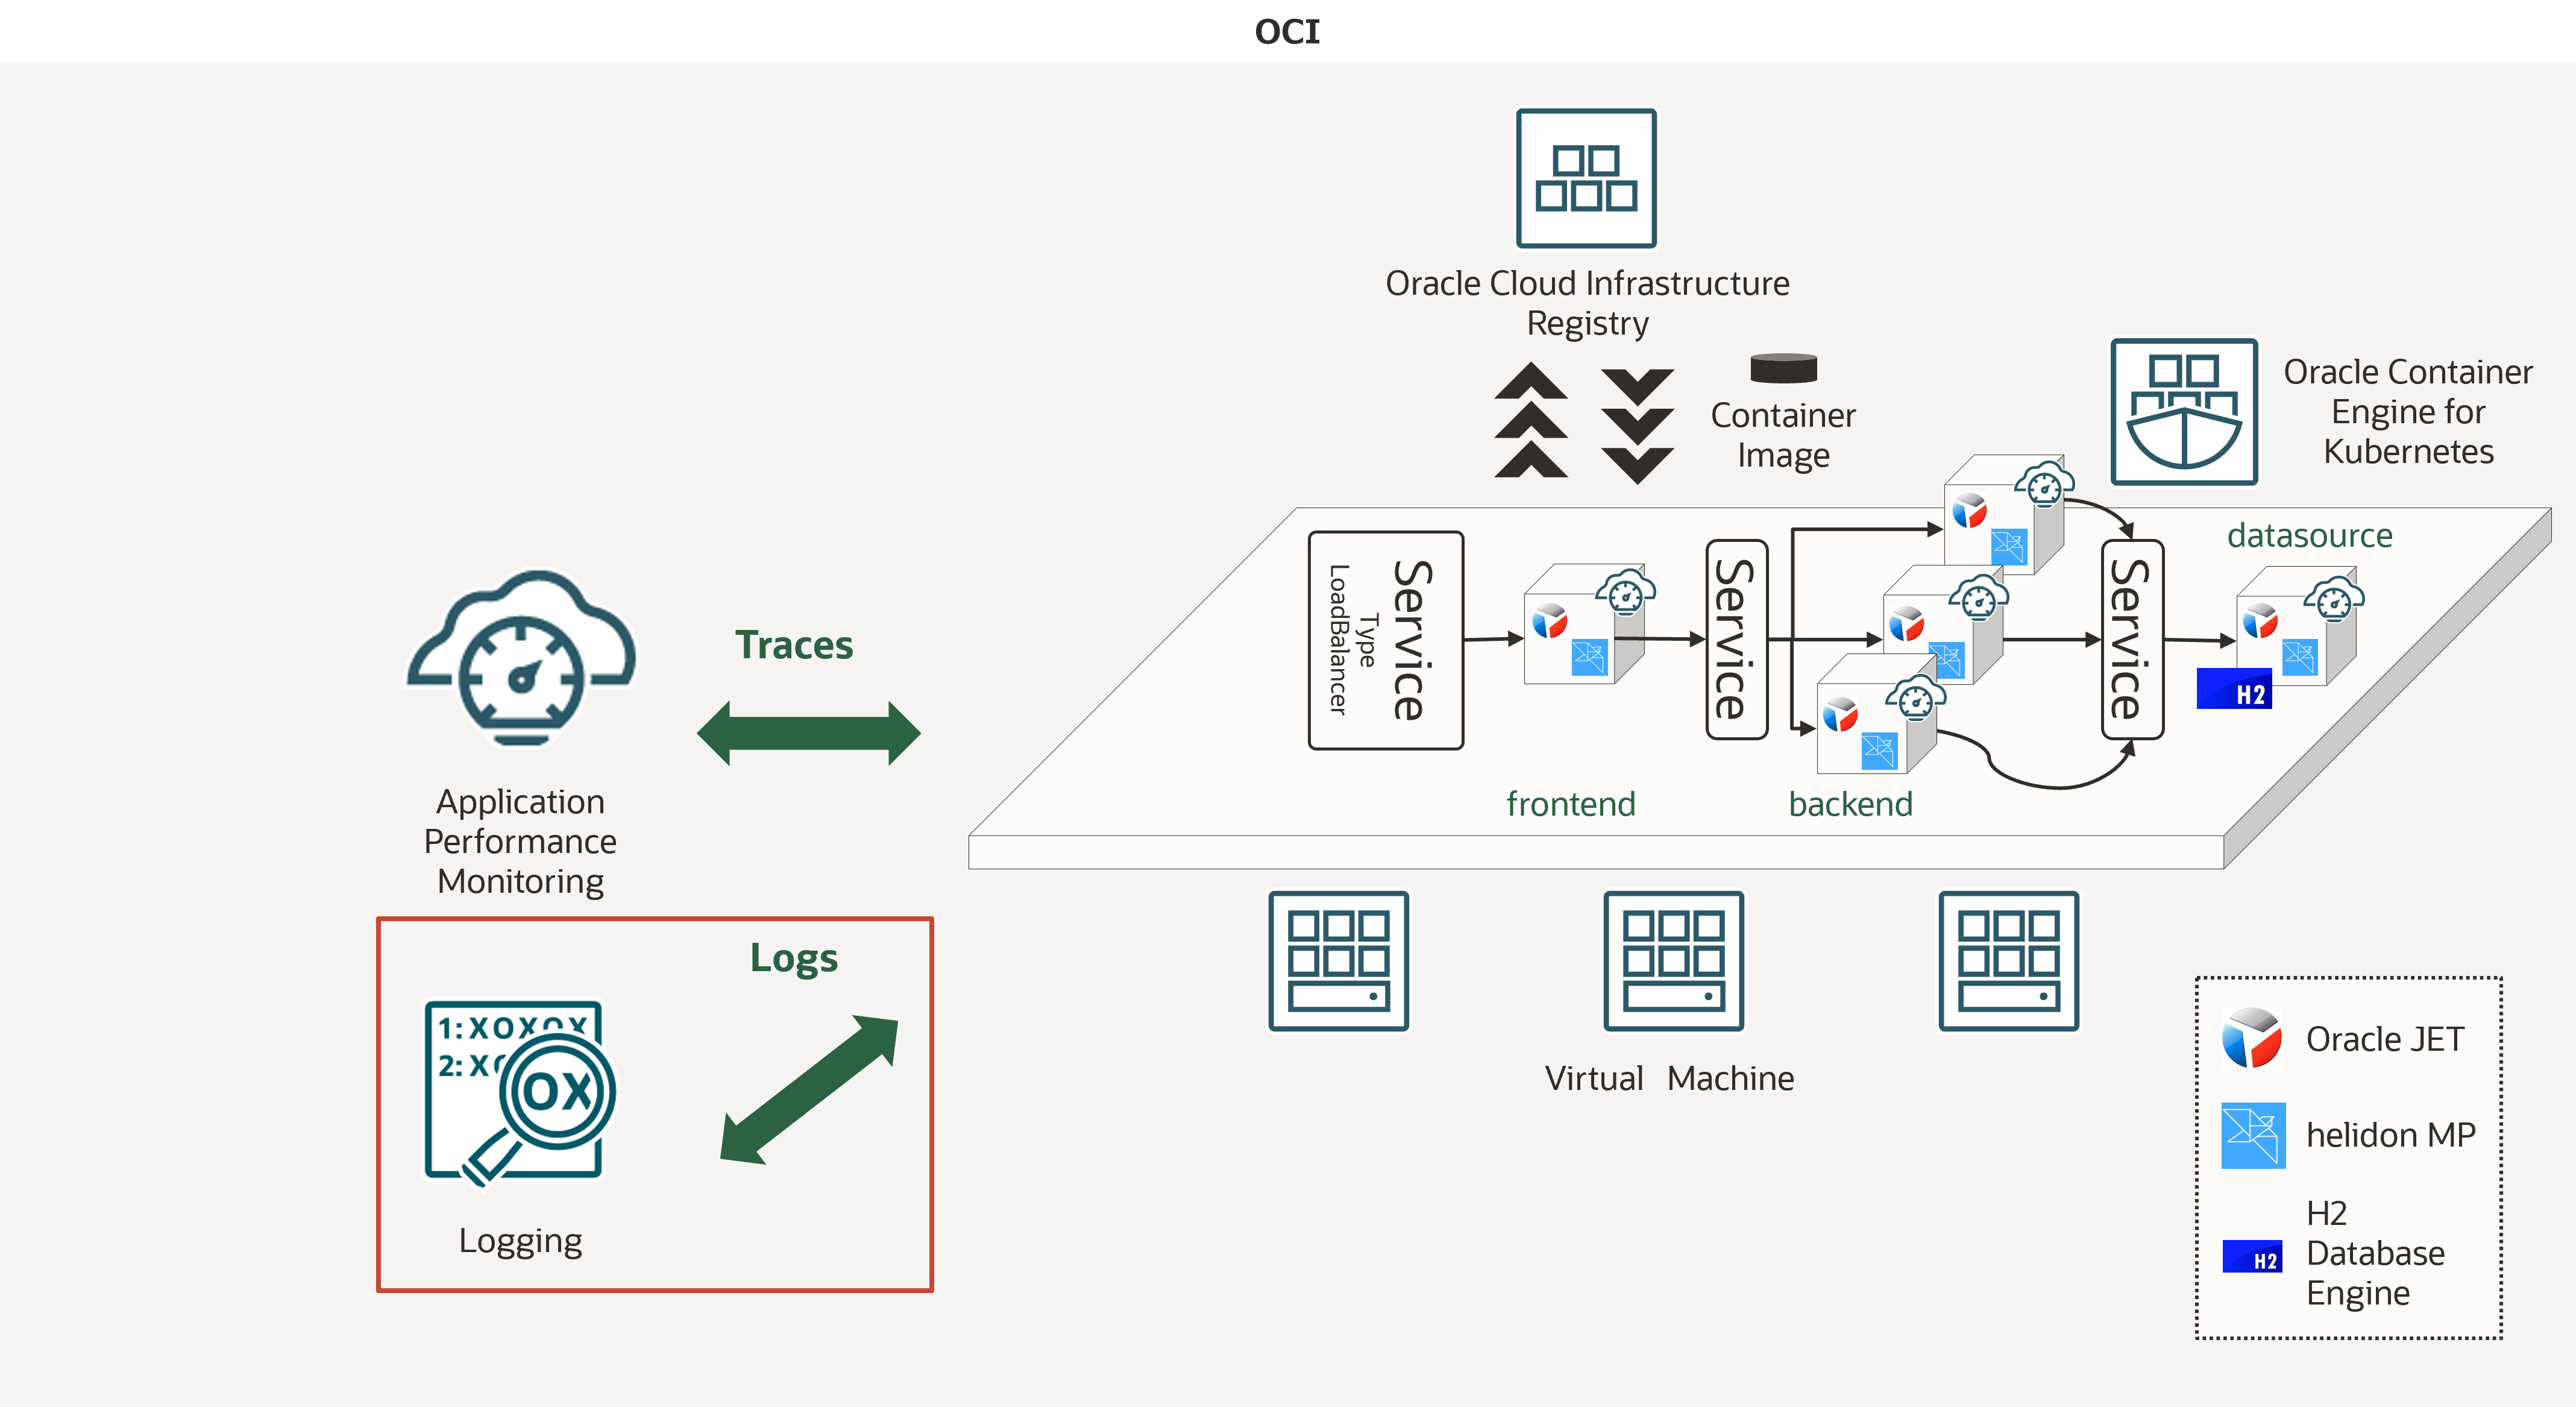 OCI
Oracle Cloud Infrastructure
Registry
Container
Image
Oracle Container
Engine for
Kubernetes
datasource
Service
Type
LoadBalancer
Service
Service
H2
frontend
backend
Traces
Application
Performance
Monitoring
Logs
1: XOXOX
2: XO
OX
Logging
Virtual Machine
Oracle JET
helidon MP
H2
H2
Database
Engine